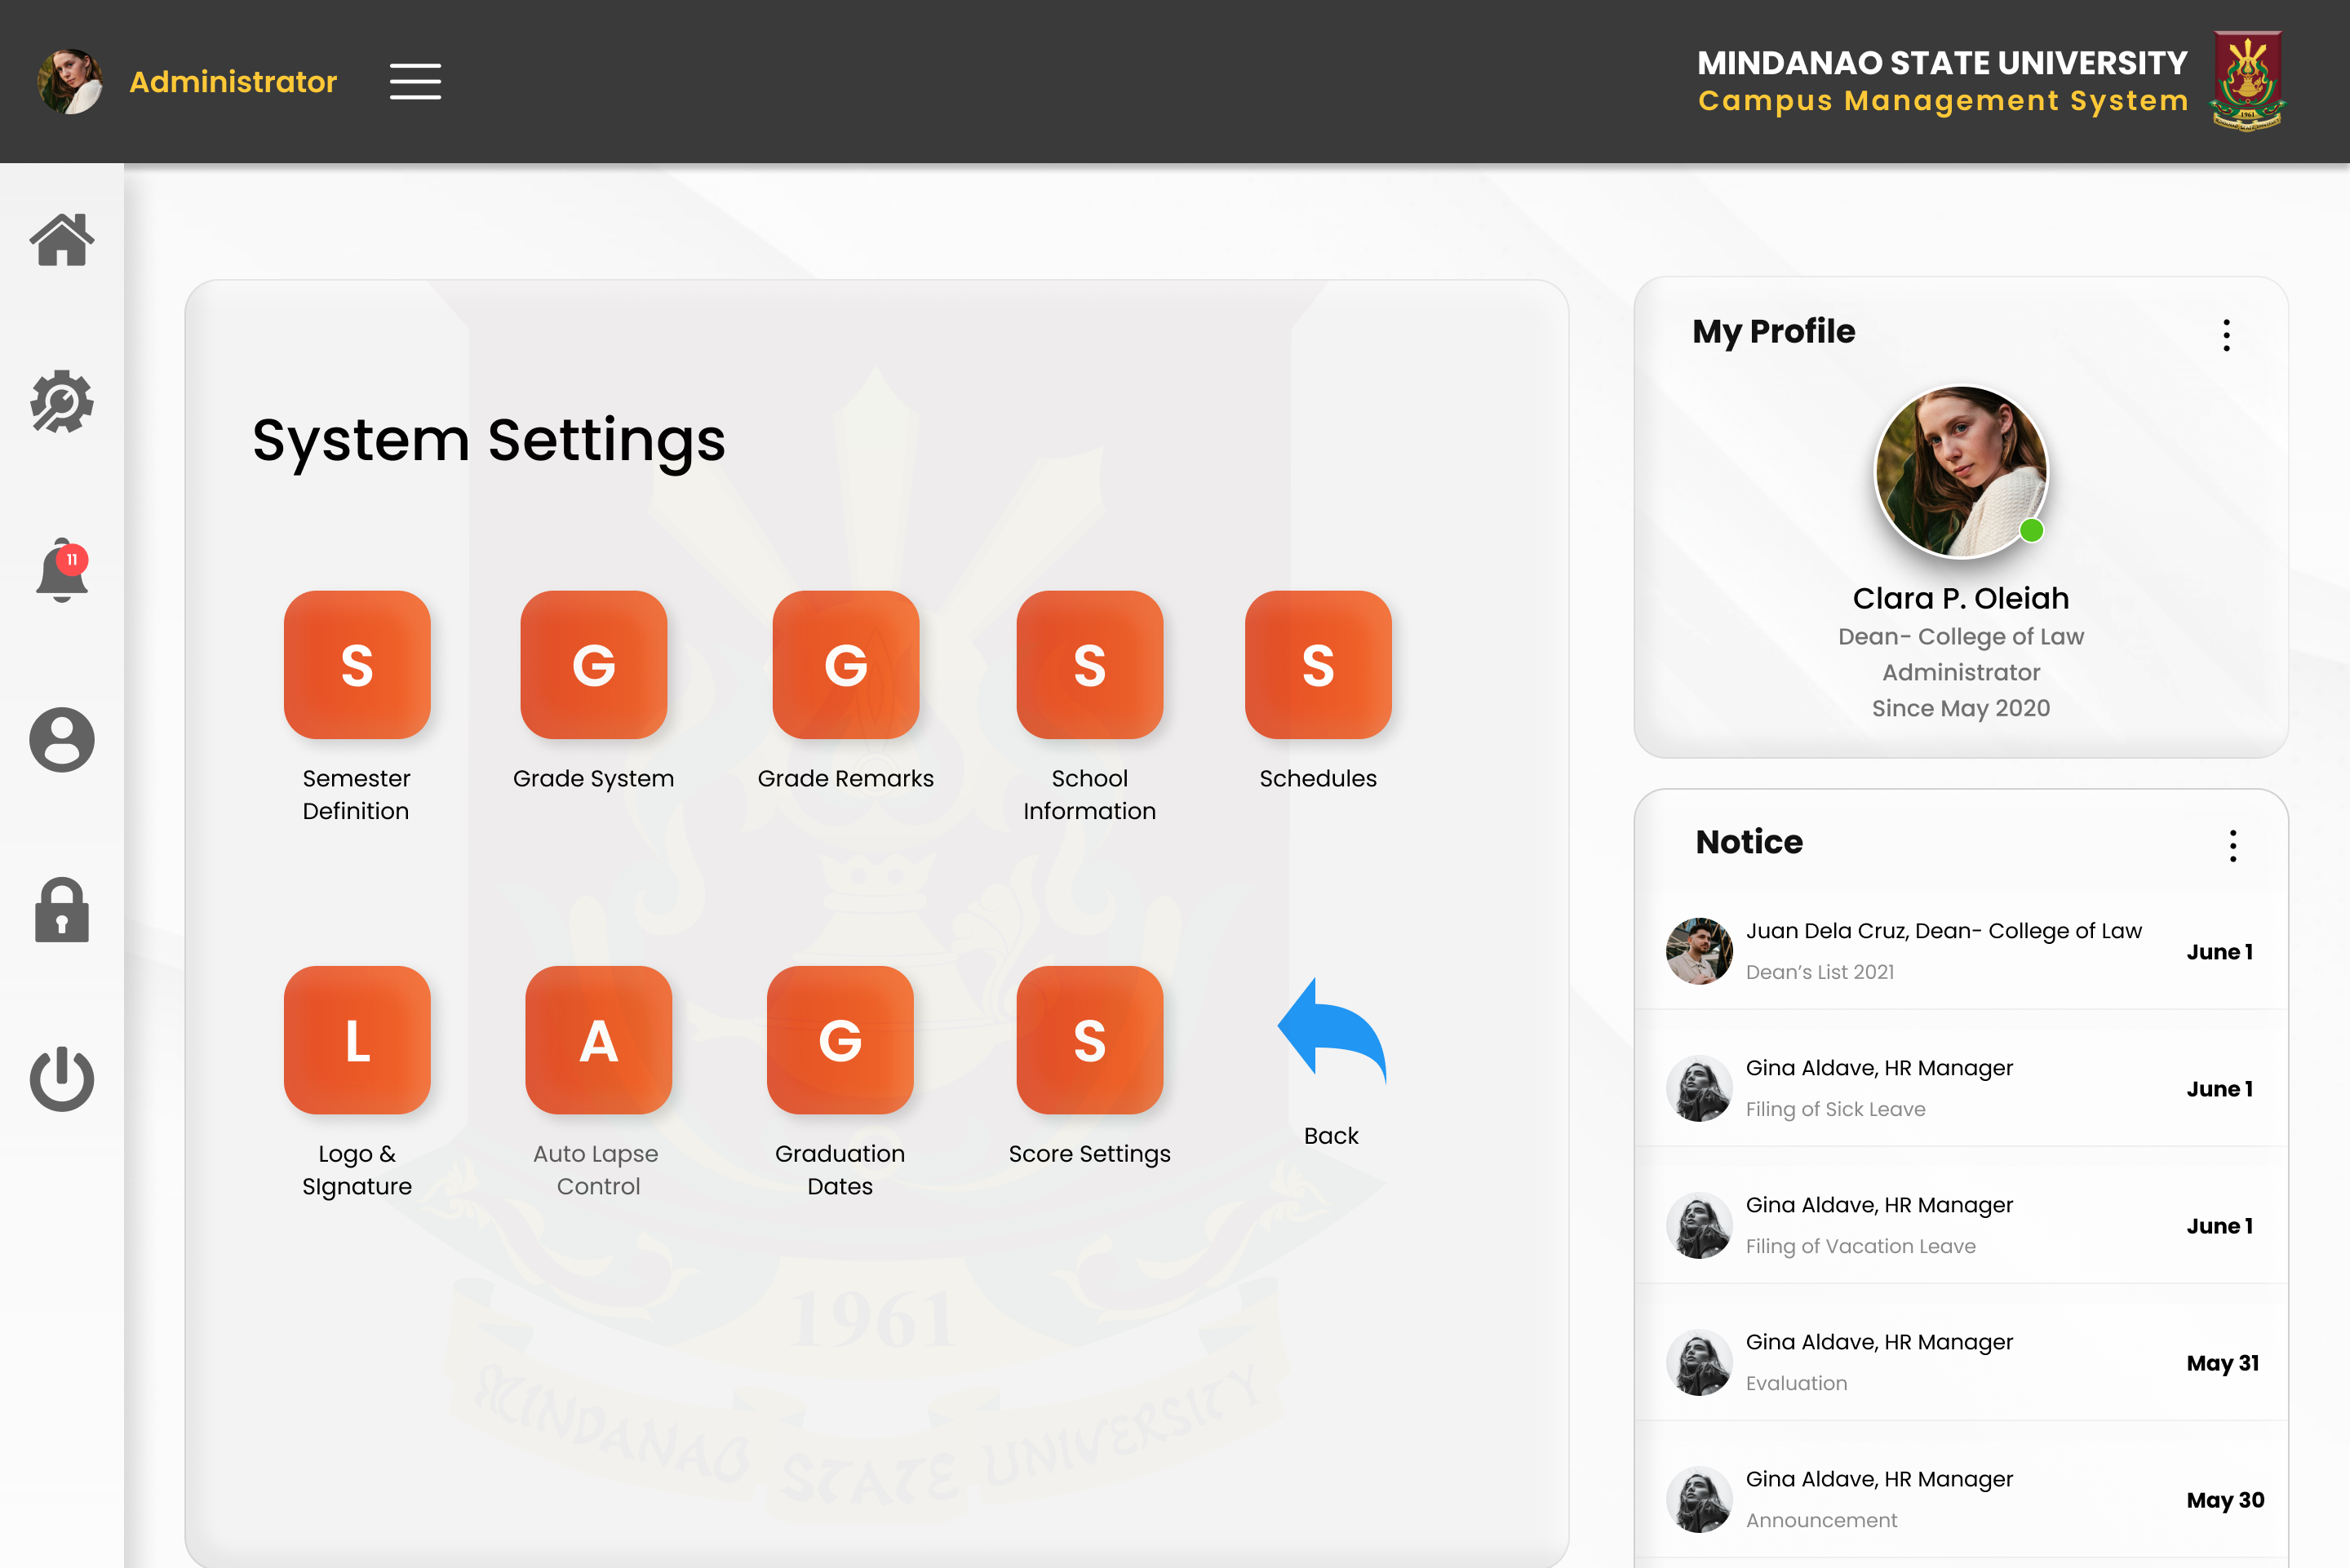 Administrator
MINDANAO STATE UNIVERSITY
Campus Management System
1961
11
System Settings
S
G
G
S
S
Semester
Definition
Grade System
Grade Remarks
School
Information
Schedules
L
A
G
S
Logo &
SIgnature
Auto Lapse
Control
Graduation
Dates
Score Settings
Back
1961
MINDANAO STATE UNIVERSITY
My Profile
Clara P. Oleiah
Dean- College of Law
Administrator
Since May 2020
Notice
Juan Dela Cruz, Dean- College of Law
Dean’s List 2021
June 1
Gina Aldave, HR Manager
Filing of Sick Leave
June 1
Gina Aldave, HR Manager
Filing of Vacation Leave
June 1
Gina Aldave, HR Manager
Evaluation
May 31
Gina Aldave, HR Manager
Announcement
May 30